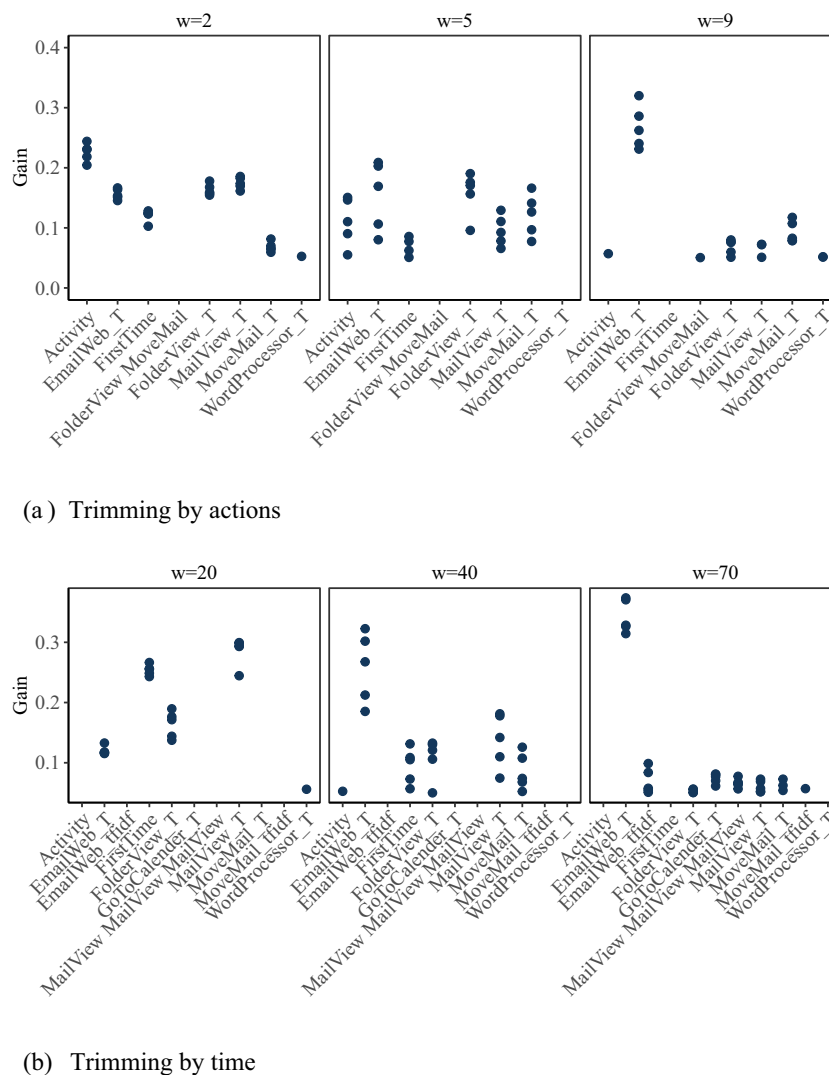 w=2 w=5 w=9
0.4
0.3
0.2
0.1
0.0
Gain
Activity
EmailWeb_T
FirstTime
FolderView MoveMail
FolderView_T
MailView_T
MoveMail_T
WordProcessor_T
Activity
EmailWeb_T
FirstTime
FolderView MoveMail
FolderView_T
MailView_T
MoveMail_T
WordProcessor_T
Activity
EmailWeb_T
FirstTime
FolderView MoveMail
FolderView_T
MailView_T
MoveMail_T
WordProcessor_T
(a ) Trimming by actions
w=20 w=40 w=70
0.3
0.2
0.1
Gain
Activity
EmailWeb_T
EmailWeb_tfidf
FirstTime
FolderView_T
GoToCalender_T
MailView MailView MailView
MailView_T
MoveMail_T
MoveMail_tfidf
WordProcessor_T
Activity
EmailWeb_T
EmailWeb_tfidf
FirstTime
FolderView_T
GoToCalender_T
MailView MailView MailView
MailView_T
MoveMail_T
MoveMail_tfidf
WordProcessor_T
Activity
EmailWeb_T
EmailWeb_tfidf
FirstTime
FolderView_T
GoToCalender_T
MailView MailView MailView
MailView_T
MoveMail_T
MoveMail_tfidf
WordProcessor_T
(b) Trimming by time